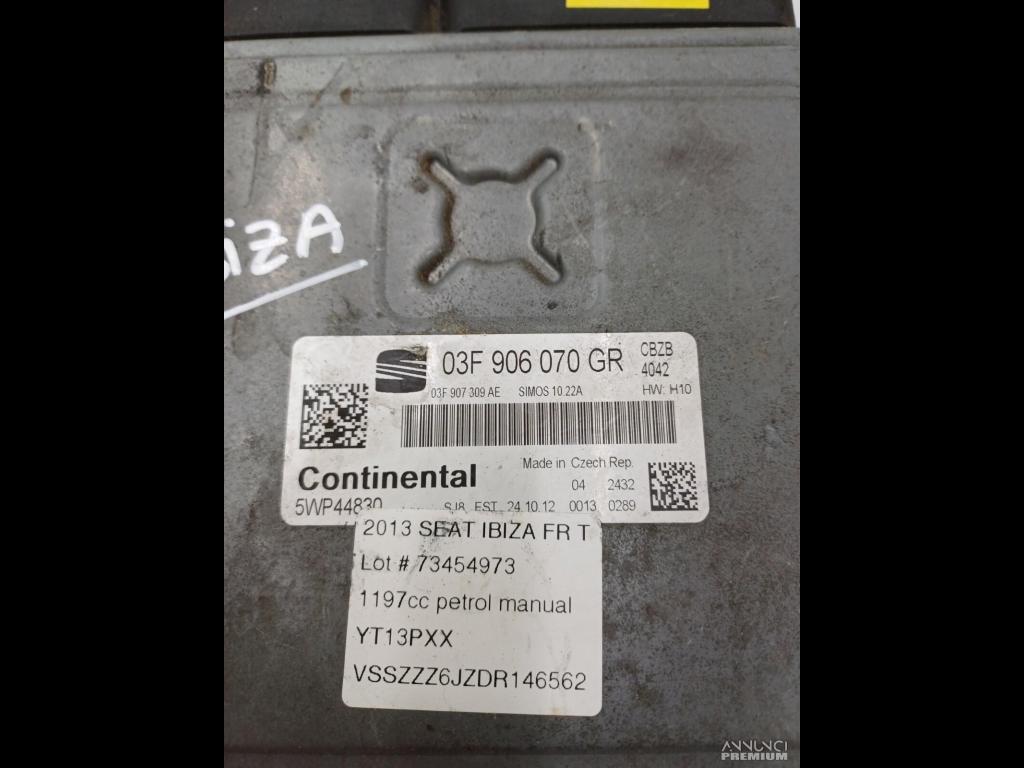 iZA
03F 906 070 GR
CBZB
4042
03F 907 309 AE SIMOS 10.22A HW: H10
Continental
Made in Czech Rep.
04 2432
5WP44830
SJ8 EST 24.10.12 0013 0289
2013 SEAT IBIZA FR T
Lot # 73454973
1197cc petrol manual
YT13PXX
VSSZZZ6JZDR146562
ANNUNCI
PREMIUM